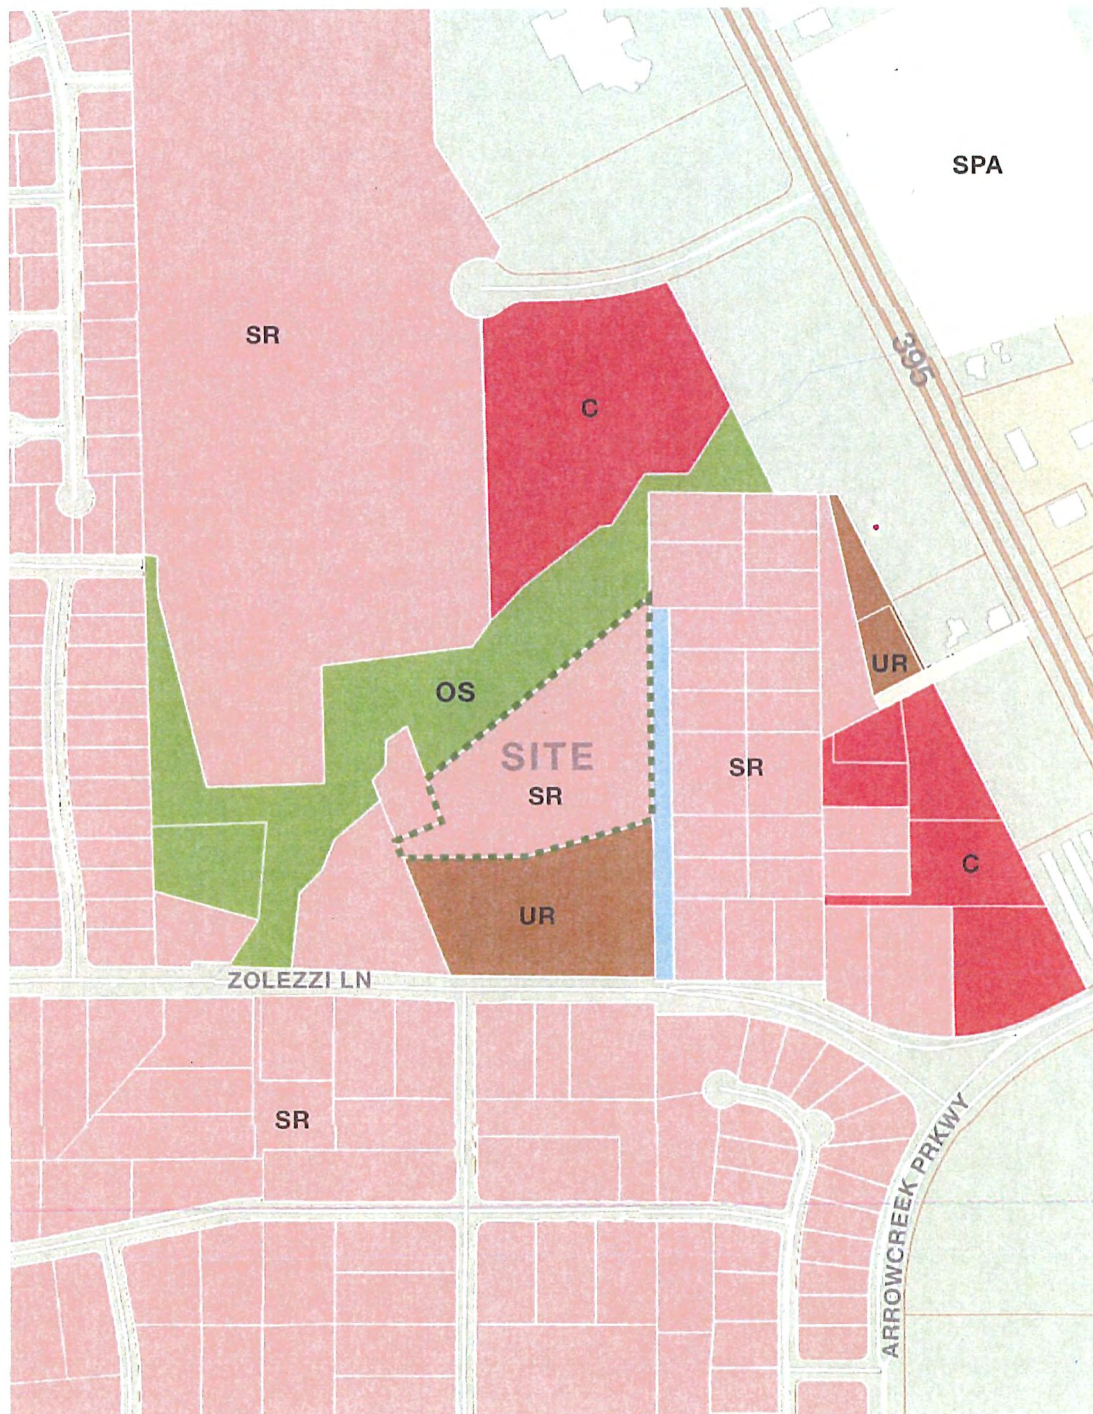 SPA
SR
395
C
UR
OS
SITE
SR
SR
C
UR
ZOLEZZI LN
SR
ARROWCREEK PRKWY